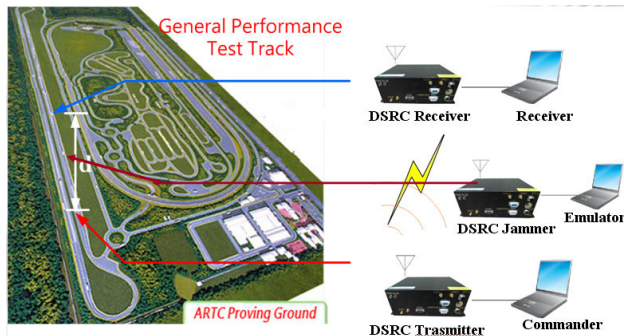 General Performance
Test Track
DSRC Receiver
Receiver
d
DSRC Jammer
Emulator
ARTC Proving Ground
DSRC Trasmitter
Commander